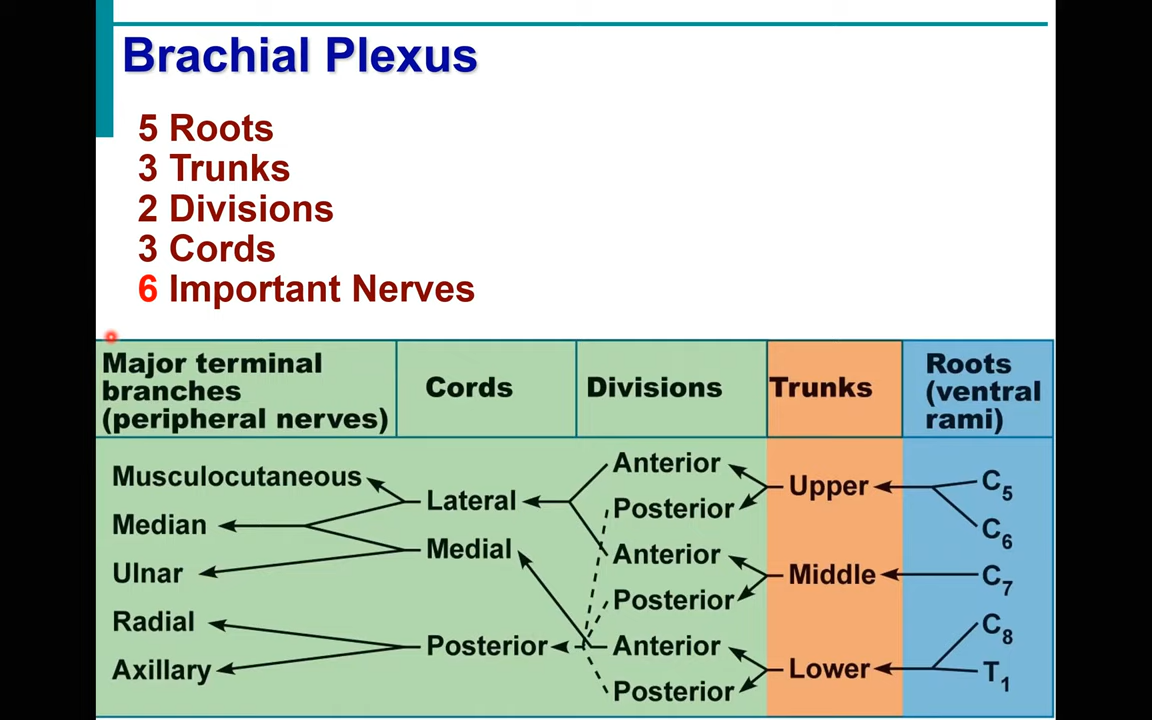 Brachial Plexus
5 Roots
3 Trunks
2 Divisions
3 Cords
6 Important Nerves
Major terminal
branches
(peripheral nerves)
Cords
Divisions
Trunks
Roots
(ventral
rami)
Musculocutaneous
Median
Ulnar
Radial
Axillary
Lateral
Medial
Posterior
Anterior
Posterior
Anterior
Posterior
Anterior
Posterior
Upper
Middle
Lower
C5
C6
C7
C8
T1